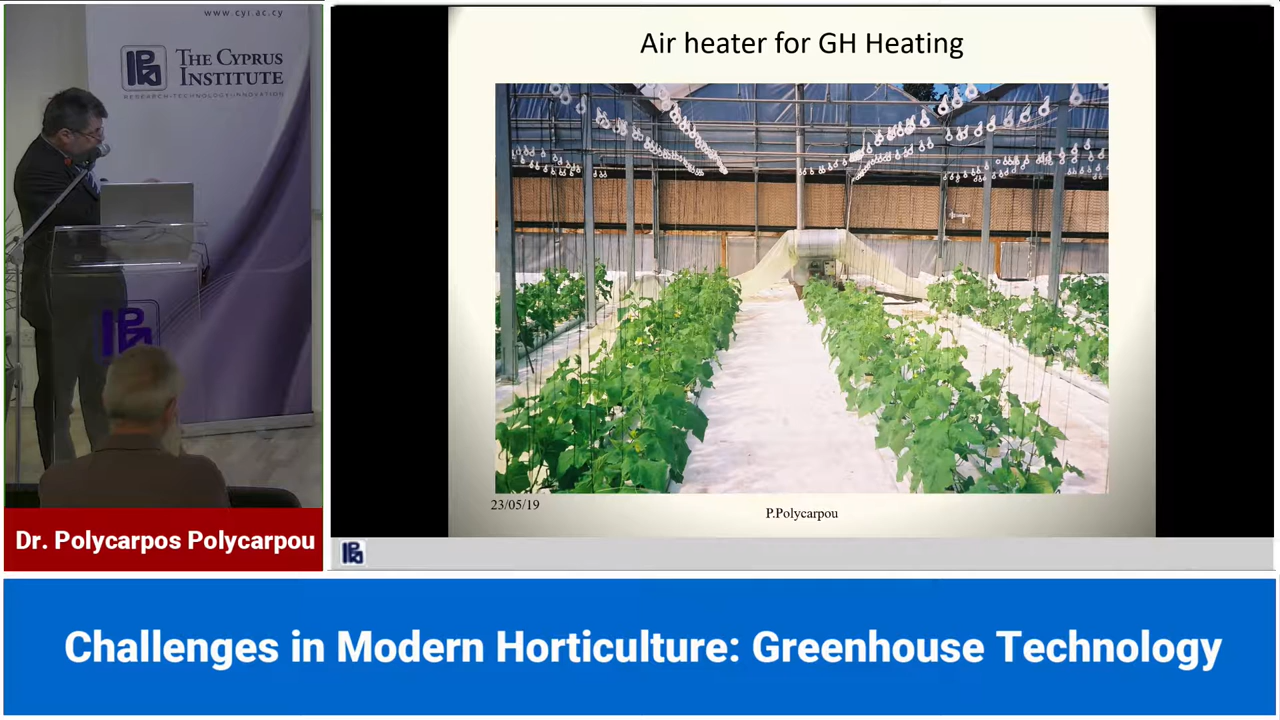 www.cyi.ac.cy
THE CYPRUS
INSTITUTE
RESEARCH•TECHNOLOGY•INNOVATION
Air heater for GH Heating
23/05/19
P.Polycarpou
Dr. Polycarpos Polycarpou
Challenges in Modern Horticulture: Greenhouse Technology